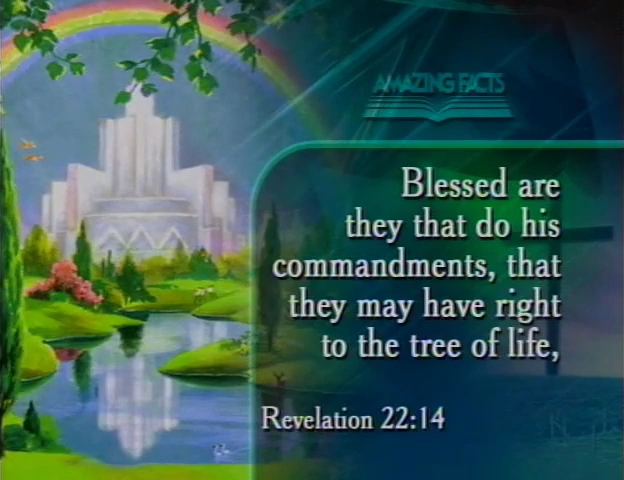 AMAZING FACTS
Blessed are
they that do his
commandments, that
they may have right
to the tree of life,
Revelation 22:14